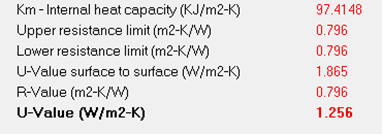 Km - Internal heat capacity (KJ/m2-K) 97.4148
Upper resistance limit (m2-K/W) 0.796
Lower resistance limit (m2-K/W) 0.796
U-Value surface to surface (W/m2-K) 1.865
R-Value (m2-K/W) 0.796
U-Value (W/m2-K) 1.256